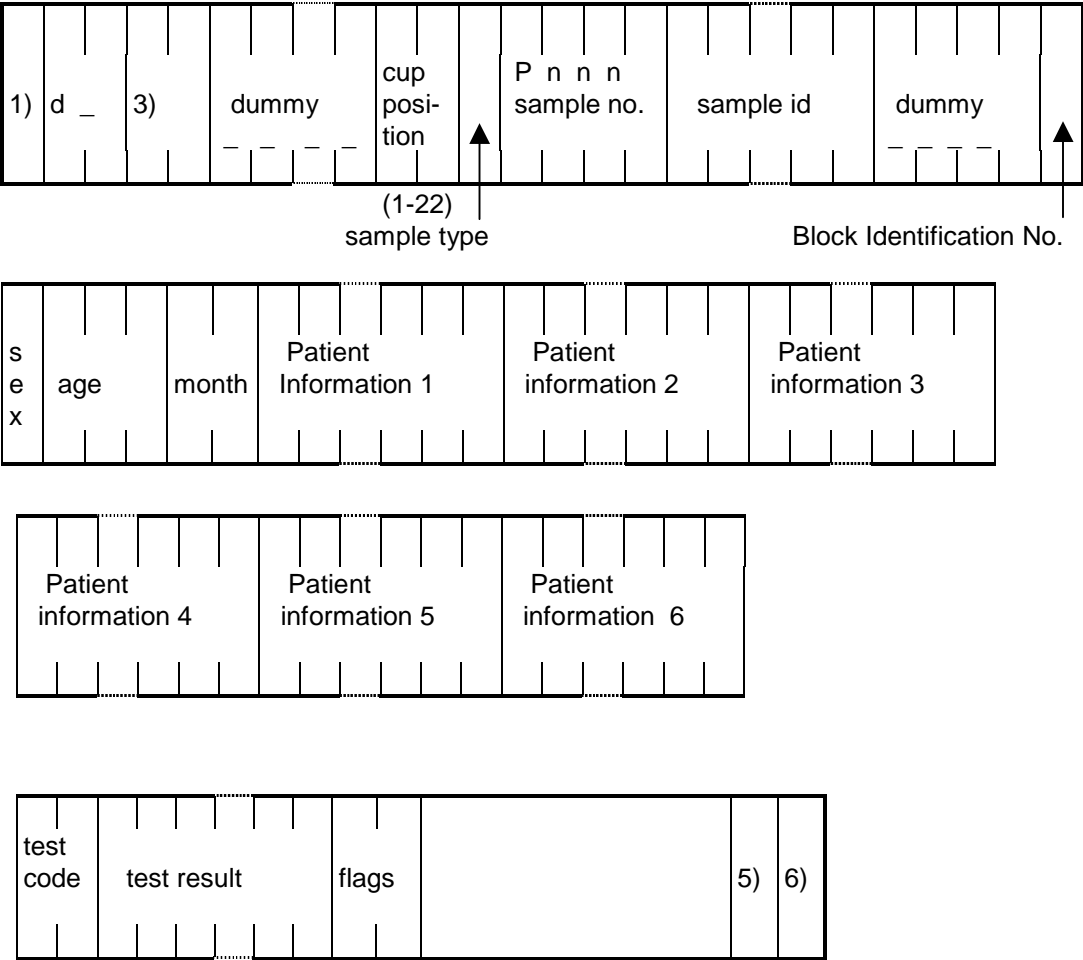 1)
d _
3)
dummy
_ _ _ _
cup
posi-
tion
P n n n
sample no.
sample id
dummy
_ _ _ _
(1-22)
sample type
Block Identification No.
s
e
x
age
month
Patient
Information 1
Patient
information 2
Patient
information 3
Patient
information 4
Patient
information 5
Patient
information 6
test
code
test result
flags
5)
6)